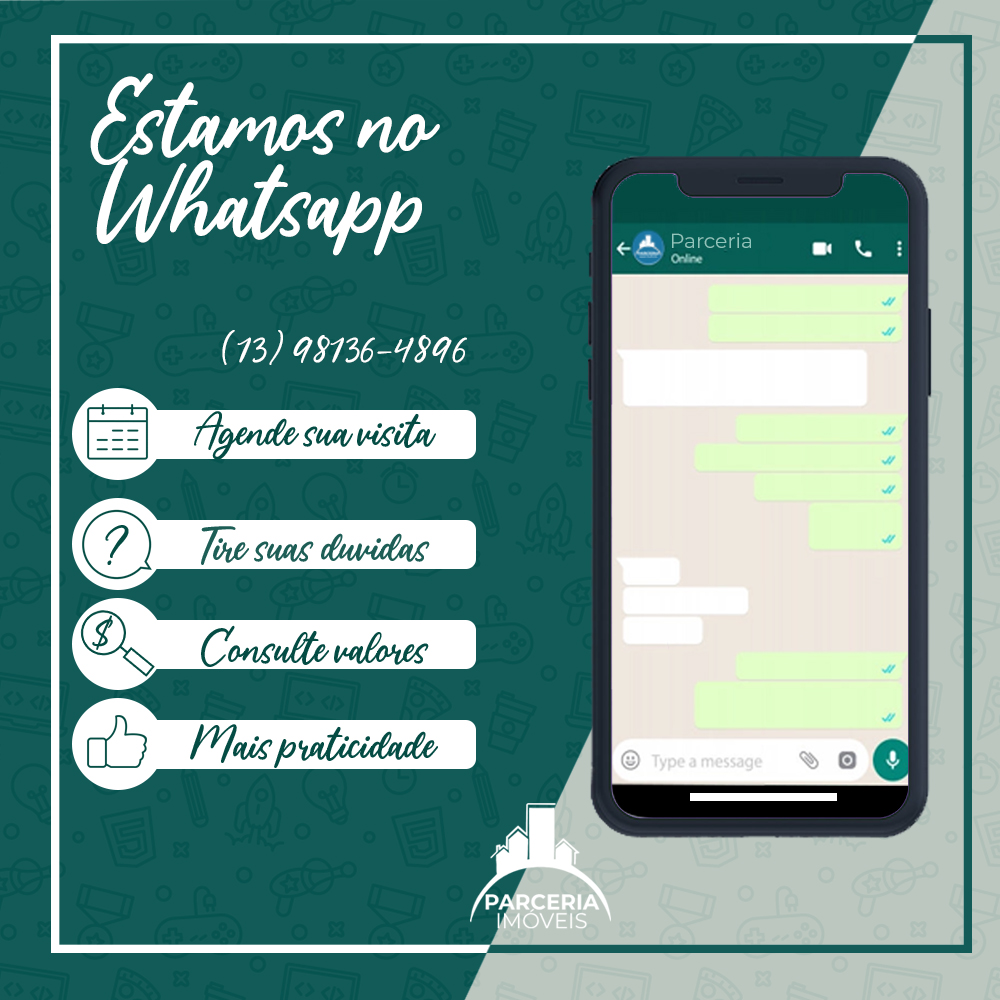 Estamos no
Whatsapp
(13) 98136-4896
Agende sua visita
Tire suas duvidas
Consulte valores
Mais praticidade
Parceria
Online
Type a message
PARCERIA
IMÓVEIS